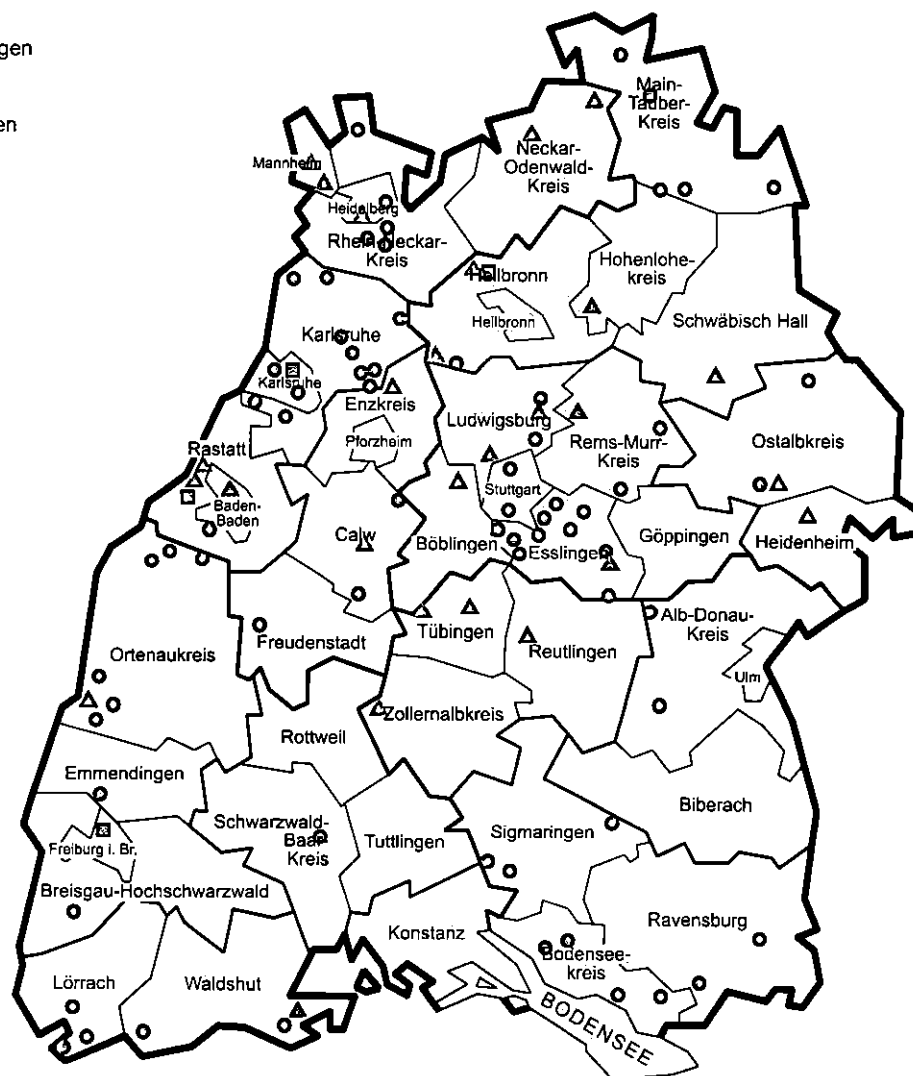 gen
en
Main-
Tauber-
Kreis
Mannheim
Neckar-
Odenwald-
Kreis
Heidelberg
Rhein-Neckar-
Kreis
Hohenlohe-
kreis
Heilbronn
Heilbronn
Schwäbisch Hall
Karlsruhe
Karlsruhe
Enzkreis
Ludwigsburg
Pforzheim
Rems-Murr-
Kreis
Ostalbkreis
Rastatt
Stuttgart
Baden-
Baden
Calw
Böblingen
Esslingen
Göppingen
Heidenheim
Alb-Donau-
Kreis
Freudenstadt
Tübingen
Reutlingen
Ortenaukreis
Ulm
Zollernalbkreis
Rottweil
Emmendingen
Biberach
Schwarzwald-
Baar
Kreis
Tuttlingen
Sigmaringen
Freiburg i. Br.
Breisgau-Hochschwarzwald
Ravensburg
Konstanz
Bodensee-
kreis
Lörrach
Waldshut
BODENSEE